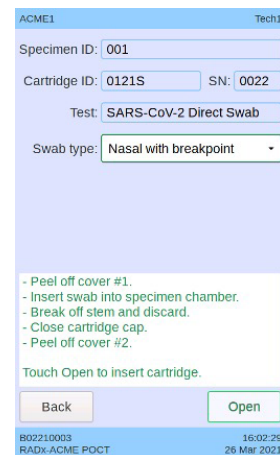 ACME1 Tech1
Specimen ID: 001
Cartridge ID: 0121S SN: 0022
Test: SARS-CoV-2 Direct Swab
Swab type: Nasal with breakpoint
- Peel off cover #1.
- Insert swab into specimen chamber.
- Break off stem and discard.
- Close cartridge cap.
- Peel off cover #2.
Touch Open to insert cartridge.
Back Open
B02210003 16:02:29
RADx-ACME POCT 26 Mar 2021